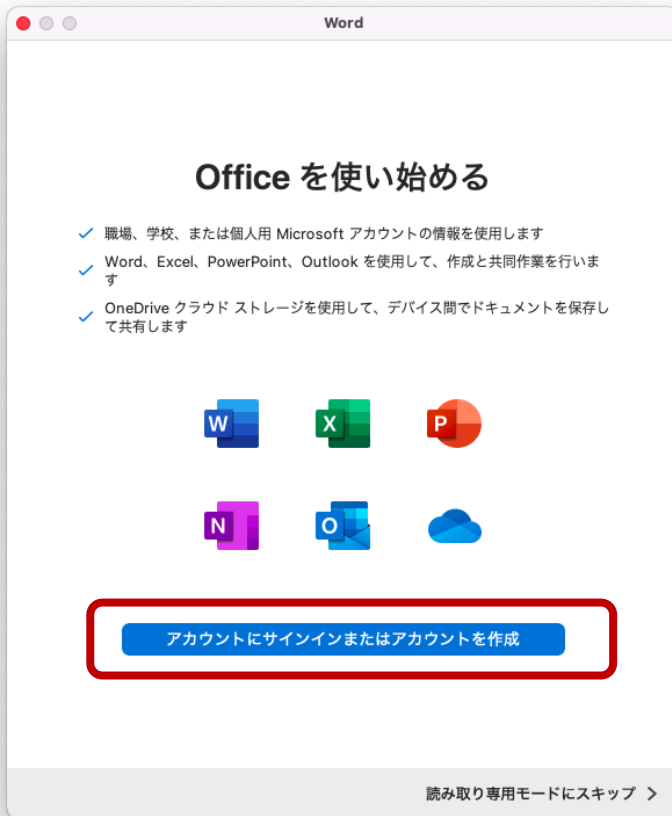 Word
Office を使い始める
職場、学校、または個人用 Microsoft アカウントの情報を使用します
Word、Excel、PowerPoint、Outlook を使用して、作成と共同作業を行いま
す
OneDrive クラウド ストレージを使用して、デバイス間でドキュメントを保存し
て共有します
W
X
P
N
O
アカウントにサインインまたはアカウントを作成
読み取り専用モードにスキップ